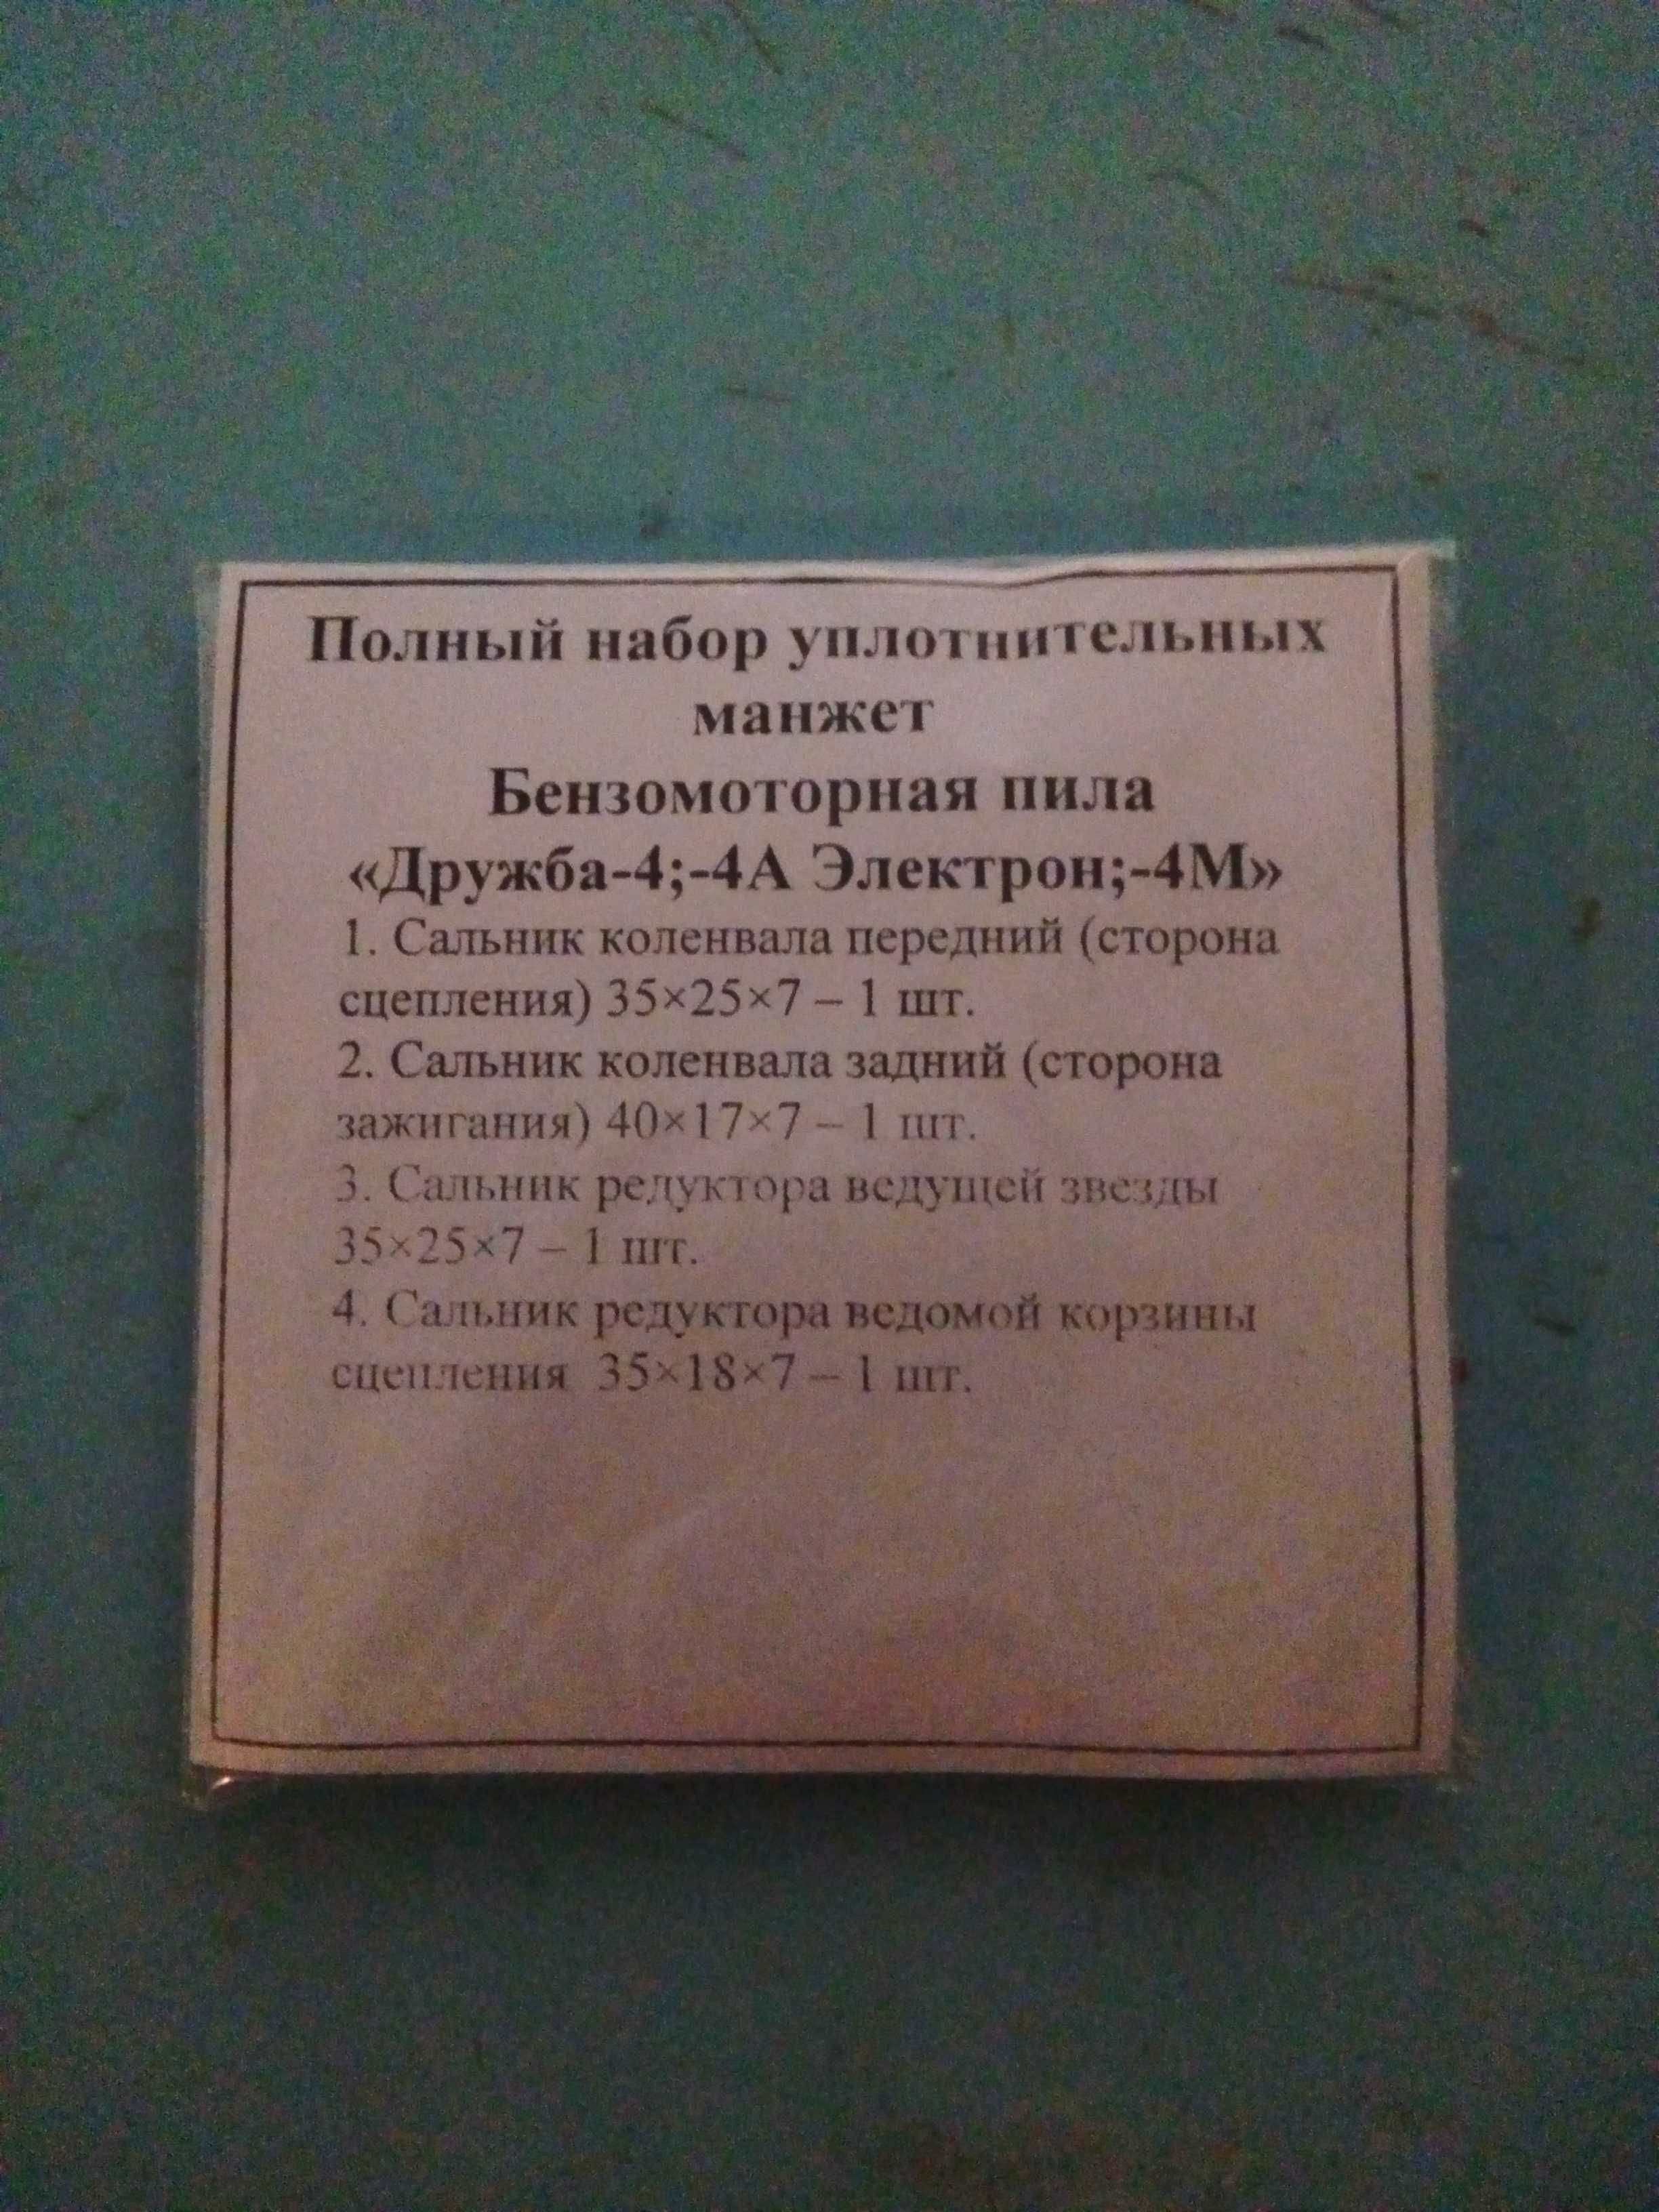 Полный набор уплотнительных
манжет
Бензомоторная пила
«Дружба-4;-4А Электрон;-4М»
1. Сальник коленвала передний (сторона
сцепления) 35×25×7 – 1 шт.
2. Сальник коленвала задний (сторона
зажигания) 40×17×7 – 1 шт.
3. Сальник редуктора ведущей звезды
35×25×7 – 1 шт.
4. Сальник редуктора ведомой корзины
сцепления 35×18×7 – 1 шт.